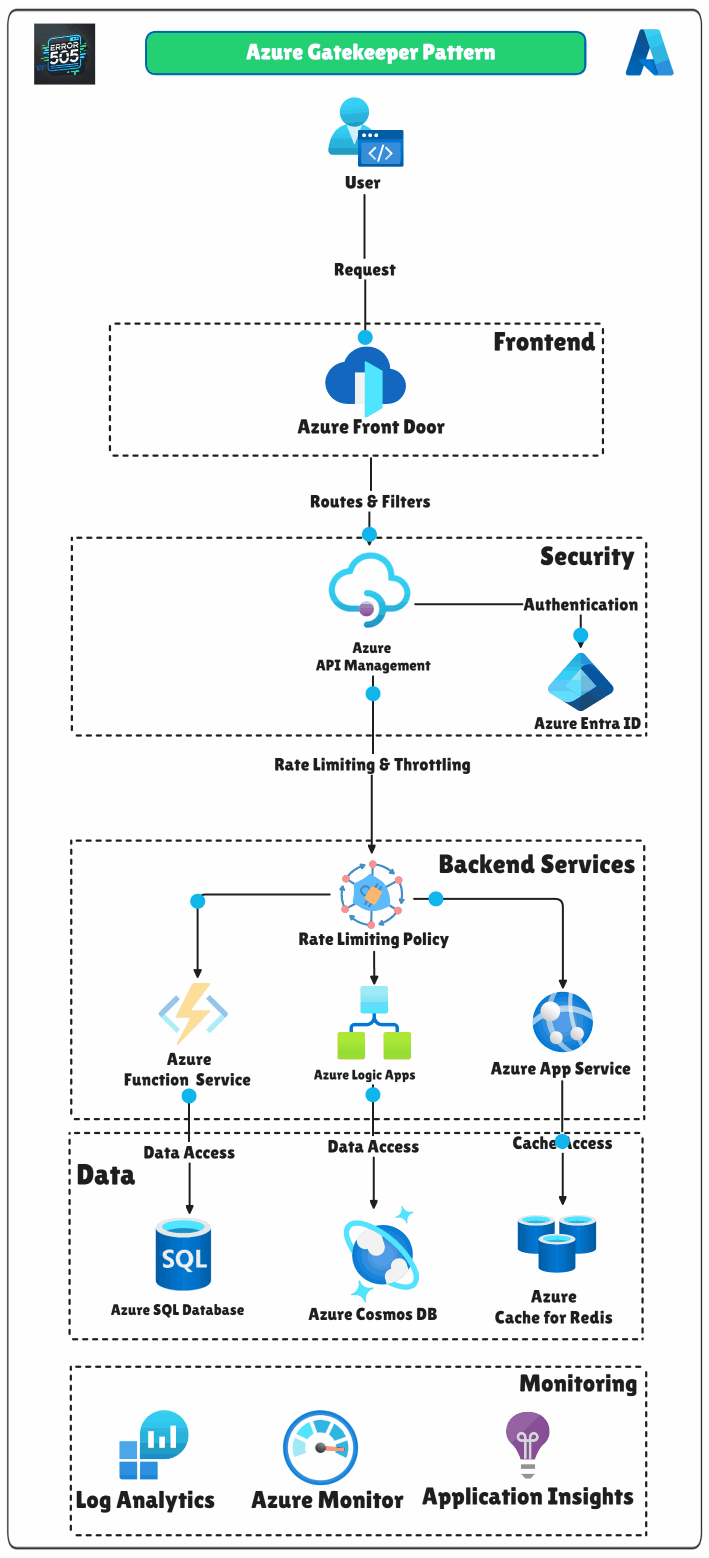 ERROR
505
Azure Gatekeeper Pattern
</>
User
Request
Frontend
Azure Front Door
Routes & Filters
Security
Authentication
Azure
API Management
Azure Entra ID
Rate Limiting & Throttling
Backend Services
Rate Limiting Policy
Azure
Function Service
Azure Logic Apps
Azure App Service
Data Access
Data Access
Cache Access
Data
SQL
Azure SQL Database
Azure Cosmos DB
Azure
Cache for Redis
Monitoring
Log Analytics
Azure Monitor
Application Insights